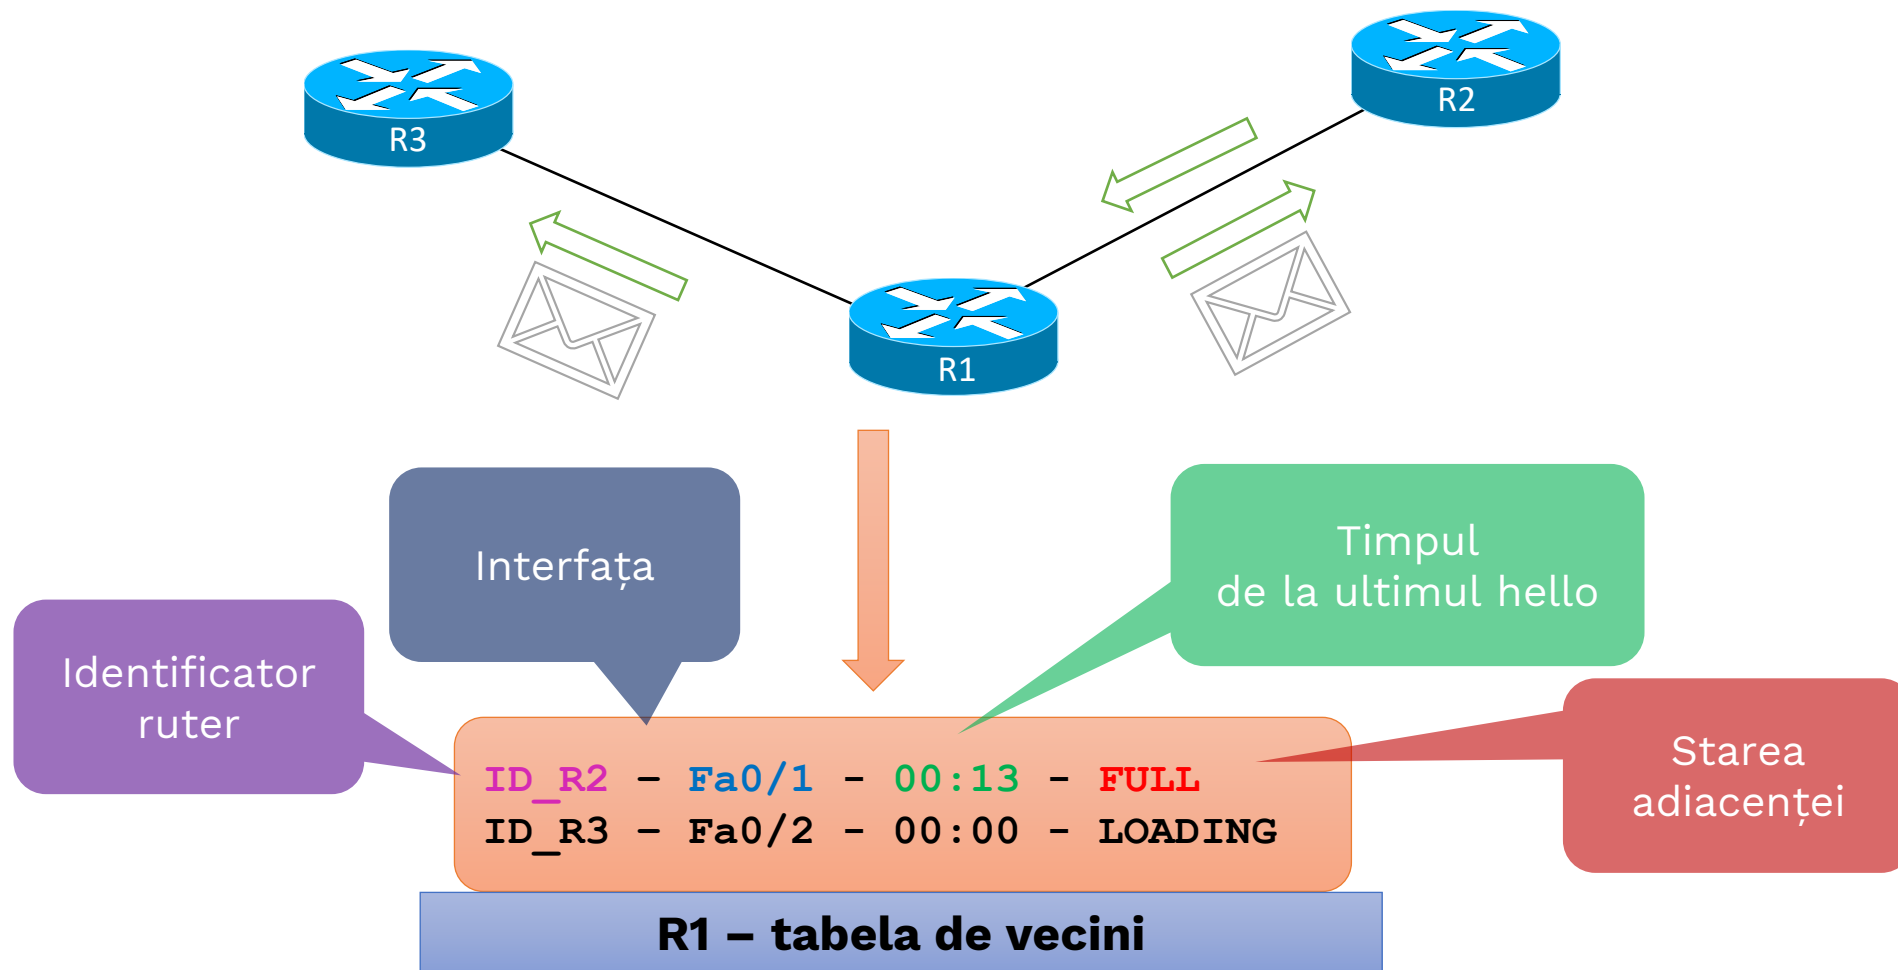 R2
R3
R1
Interfața
Timpul
de la ultimul hello
Identificator
ruter
Starea
adiacenței
ID_R2 – Fa0/1 - 00:13 - FULL
ID_R3 – Fa0/2 - 00:00 - LOADING
R1 – tabela de vecini